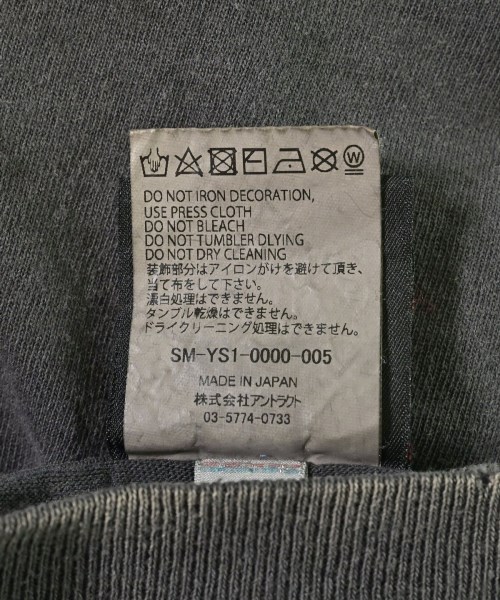 DO NOT IRON DECORATION,
USE PRESS CLOTH
DO NOT BLEACH
DO NOT TUMBLER DLYING
DO NOT DRY CLEANING
装飾部分はアイロンがけを避けて頂き、
当て布をして下さい。
漂白処理はできません。
タンブル乾燥はできません。
ドライクリーニング処理はできません。
SM-YS1-0000-005
MADE IN JAPAN
株式会社アントラクト
03-5774-0733